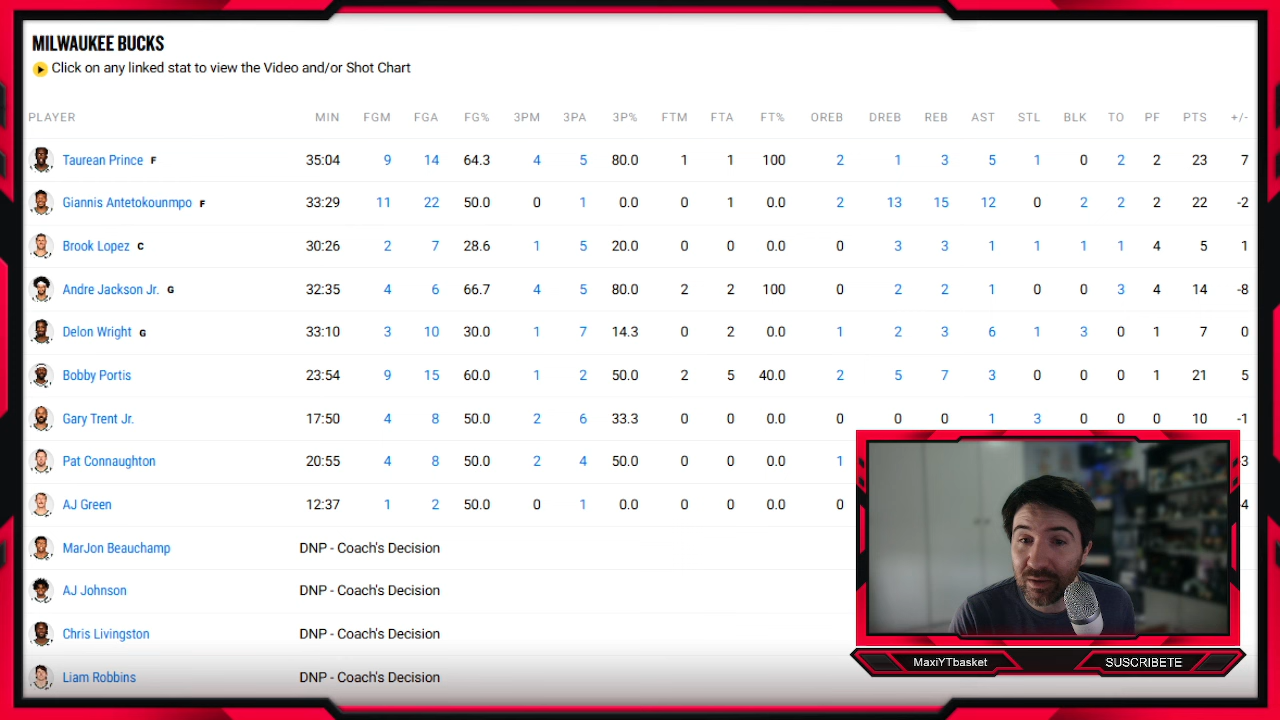 MILWAUKEE BUCKS
Click on any linked stat to view the Video and/or Shot Chart
PLAYER MIN FGM FGA FG% 3PM 3PA 3P% FTM FTA FT% OREB DREB REB AST STL BLK TO PF PTS +/-
Taurean Prince F 35:04 9 14 64.3 4 5 80.0 1 1 100 2 1 3 5 1 0 2 2 23 7
Giannis Antetokounmpo F 33:29 11 22 50.0 0 1 0.0 0 1 0.0 2 13 15 12 0 2 2 2 22 -2
Brook Lopez C 30:26 2 7 28.6 1 5 20.0 0 0 0.0 0 3 3 1 1 1 1 4 5 1
Andre Jackson Jr. G 32:35 4 6 66.7 4 5 80.0 2 2 100 0 2 2 1 0 0 3 4 14 -8
Delon Wright G 33:10 3 10 30.0 1 7 14.3 0 2 0.0 1 2 3 6 1 3 0 1 7 0
Bobby Portis 23:54 9 15 60.0 1 2 50.0 2 5 40.0 2 5 7 3 0 0 0 1 21 5
Gary Trent Jr. 17:50 4 8 50.0 2 6 33.3 0 0 0.0 0 0 0 1 3 0 0 0 10 -1
Pat Connaughton 20:55 4 8 50.0 2 4 50.0 0 0 0.0 1 3
AJ Green 12:37 1 2 50.0 0 1 0.0 0 0 0.0 0 4
MarJon Beauchamp DNP - Coach's Decision
AJ Johnson DNP - Coach's Decision
Chris Livingston DNP - Coach's Decision
Liam Robbins DNP - Coach's Decision
MaxiYTbasket SUSCRIBETE